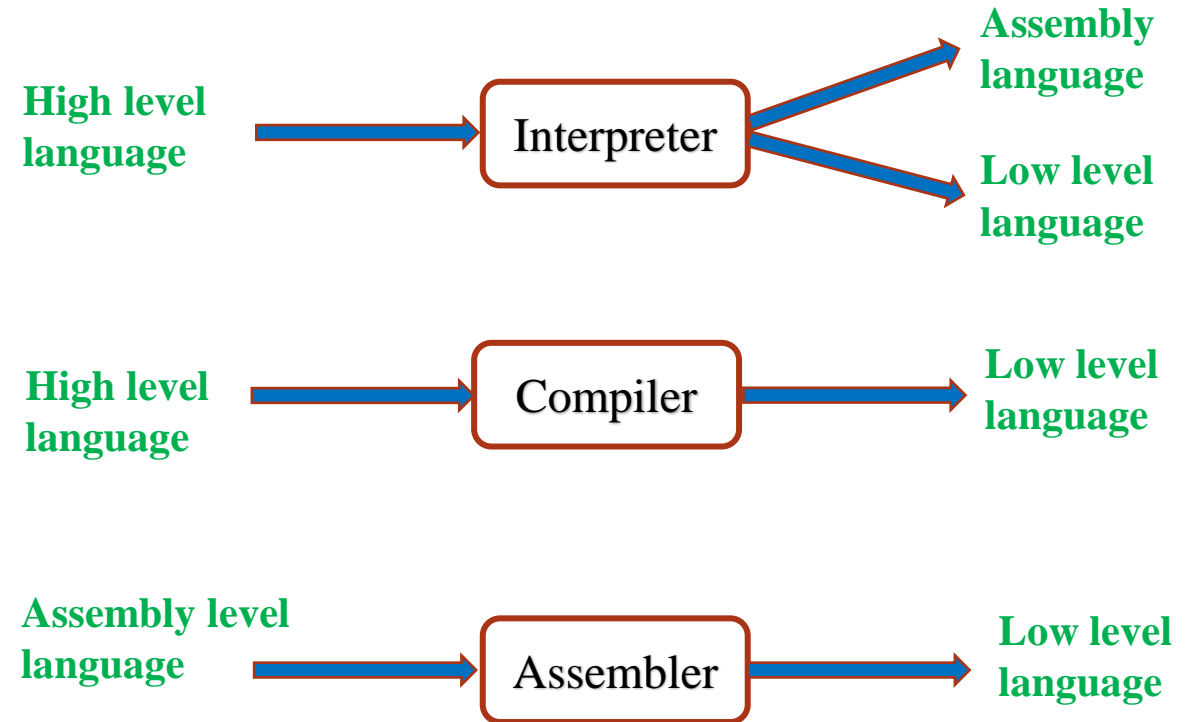 High level
language
Interpreter
Assembly
language
Low level
language
High level
language
Compiler
Low level
language
Assembly level
language
Assembler
Low level
language